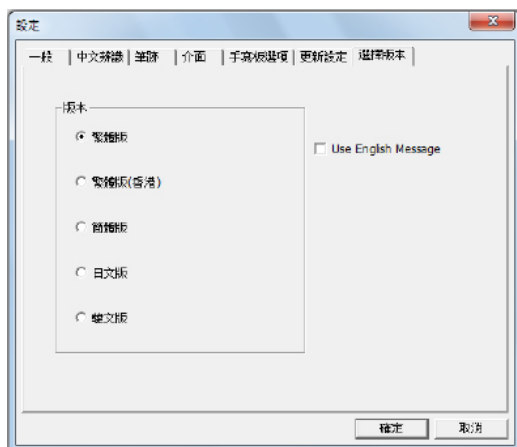 設定
一般 中文辨識 筆跡 介面 手寫板選項 更新設定 選擇版本
版本
繁體版
Use English Message
繁體版(香港)
簡體版
日文版
韓文版
確定 取消